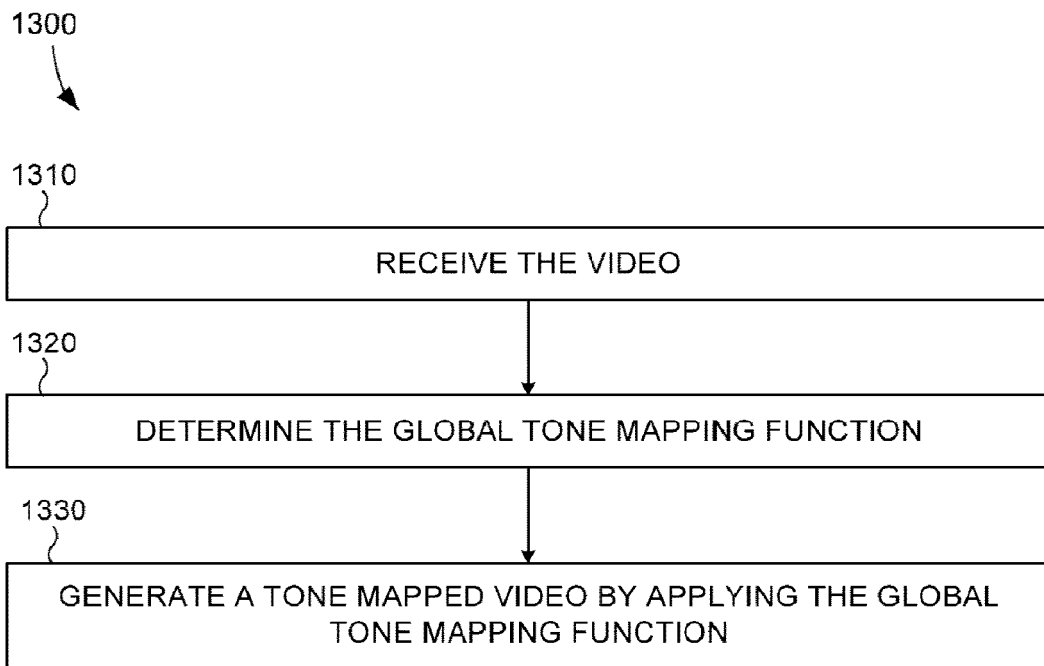 1300
1310
RECEIVE THE VIDEO
1320
DETERMINE THE GLOBAL TONE MAPPING FUNCTION
1330
GENERATE A TONE MAPPED VIDEO BY APPLYING THE GLOBAL
TONE MAPPING FUNCTION